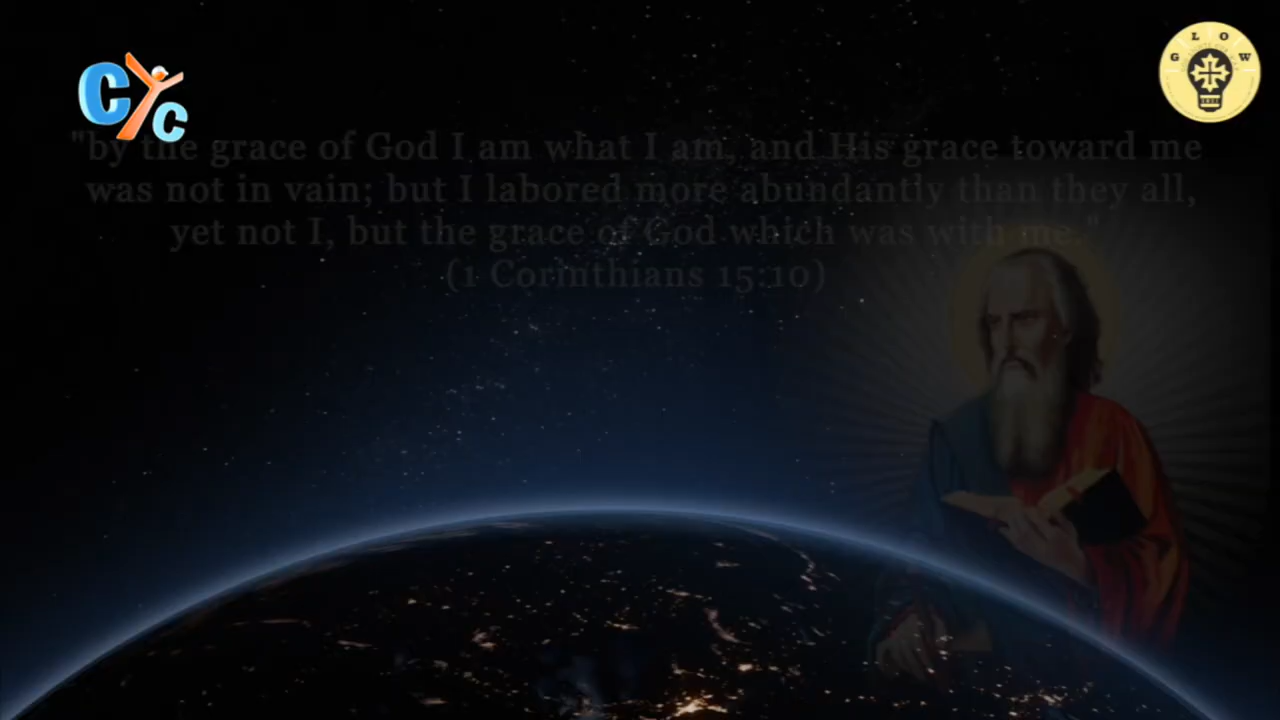 CYC
G L O W
"by the grace of God I am what I am, and His grace toward me
was not in vain; but I labored more abundantly than they all,
yet not I, but the grace of God which was with me."
(1 Corinthians 15:10)